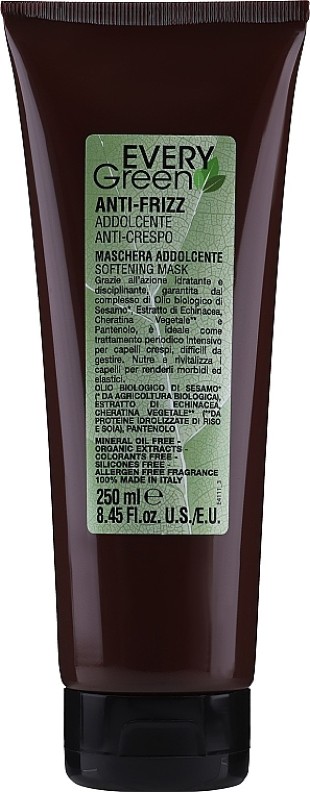 EVERY
Green
ANTI-FRIZZ
ADDOLCENTE
ANTI-CRESPO
MASCHERA ADDOLCENTE
SOFTENING MASK
Grazie all'azione idratante e
disciplinante, garantita dal
complesso di Olio biologico di
Sesamo*, Estratto di Echinacea,
Cheratina Vegetale** e
Pantenolo, è ideale come
trattamento periodico intensivo
per capelli crespi, difficili da
gestire. Nutre e rivitalizza i
capelli per renderli morbidi ed
elastici.
OLIO BIOLOGICO DI SESAMO*
(* DA AGRICOLTURA BIOLOGICA),
ESTRATTO DI ECHINACEA,
CHERATINA VEGETALE** (**DA
PROTEINE IDROLIZZATE DI RISO
E SOIA), PANTENOLO
MINERAL OIL FREE -
ORGANIC EXTRACTS -
COLORANTS FREE -
SILICONES FREE -
ALLERGEN FREE FRAGRANCE
100% MADE IN ITALY
250 ml e
8.45 Fl.oz. U.S./E.U.